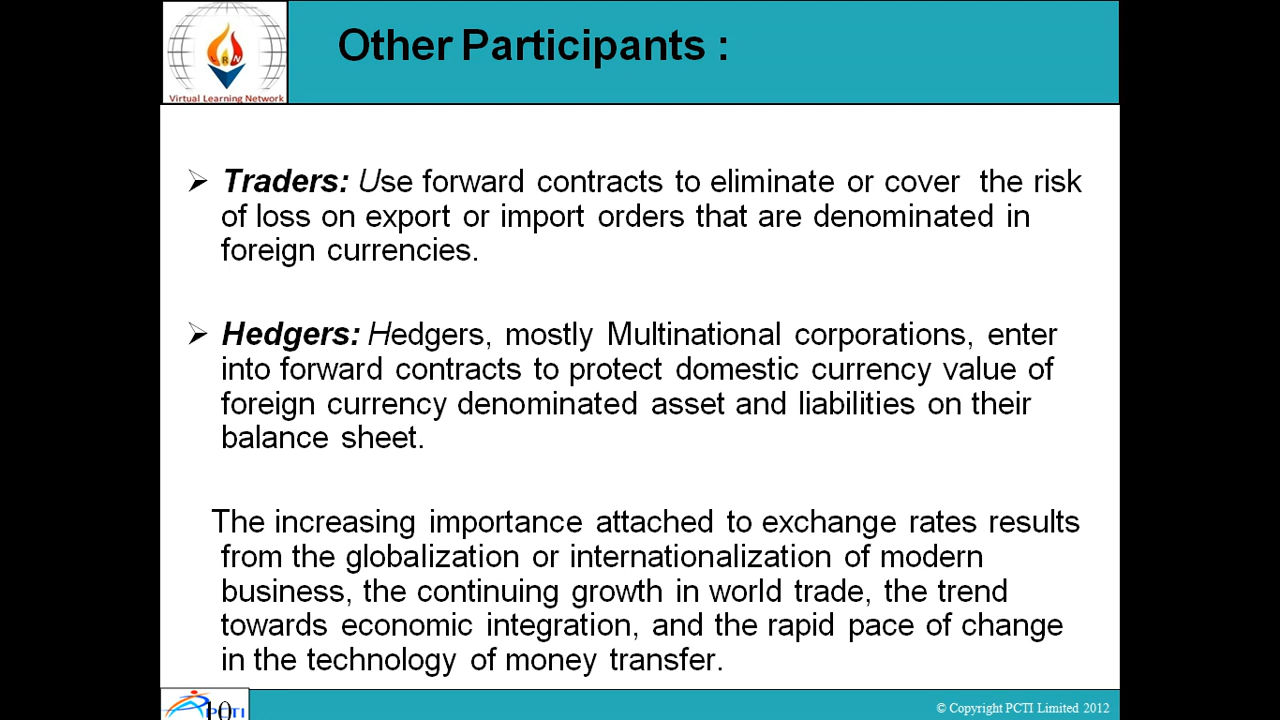 Other Participants :
LRN
Virtual Learning Network
Traders: Use forward contracts to eliminate or cover the risk
of loss on export or import orders that are denominated in
foreign currencies.
Hedgers: Hedgers, mostly Multinational corporations, enter
into forward contracts to protect domestic currency value of
foreign currency denominated asset and liabilities on their
balance sheet.
The increasing importance attached to exchange rates results
from the globalization or internationalization of modern
business, the continuing growth in world trade, the trend
towards economic integration, and the rapid pace of change
in the technology of money transfer.
PCTI
10
© Copyright PCTI Limited 2012